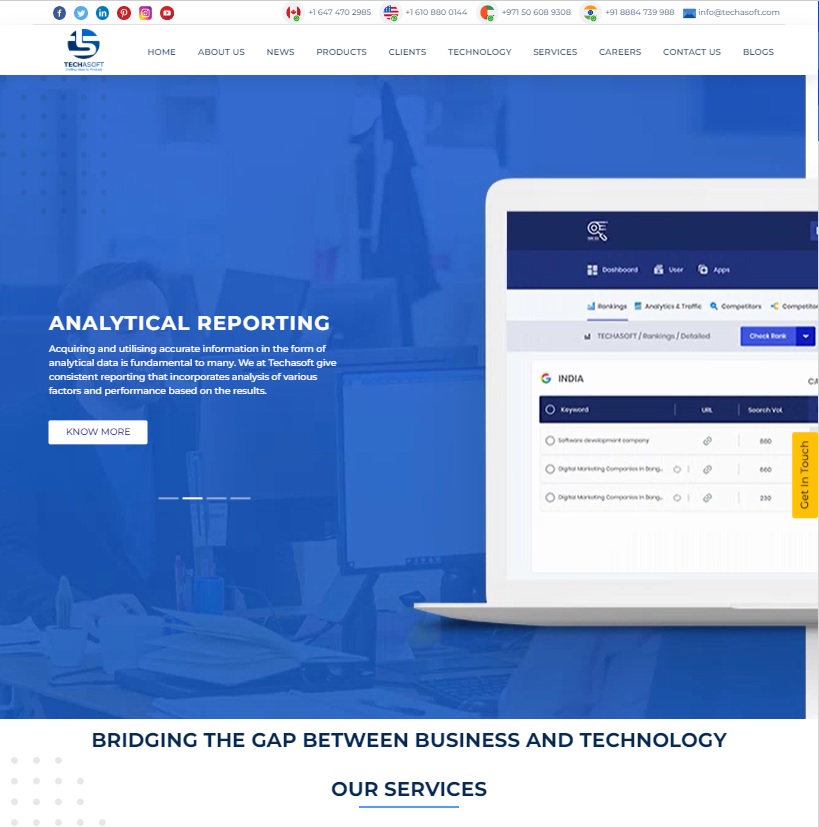 +1 647 470 2985 +1 610 880 0144 +971 50 608 9308 +91 8884 739 988 info@techasoft.com
TECHASOFT
HOME ABOUT US NEWS PRODUCTS CLIENTS TECHNOLOGY SERVICES CAREERS CONTACT US BLOGS
Dashboard User Apps
Rankings Analytics & Traffic Competitors Competitor
ANALYTICAL REPORTING
TECHASOFT / Rankings / Detailed Check Rank
Acquiring and utilising accurate information in the form of
analytical data is fundamental to many. We at Techasoft give
consistent reporting that incorporates analysis of various
factors and performance based on the results.
KNOW MORE
INDIA CA
Keyword URL Search Vol.
Software development company 880
Digital Marketing Companies In Bang.. 660
Digital Marketing Companies In Bang.. 230
Get In Touch
BRIDGING THE GAP BETWEEN BUSINESS AND TECHNOLOGY
OUR SERVICES